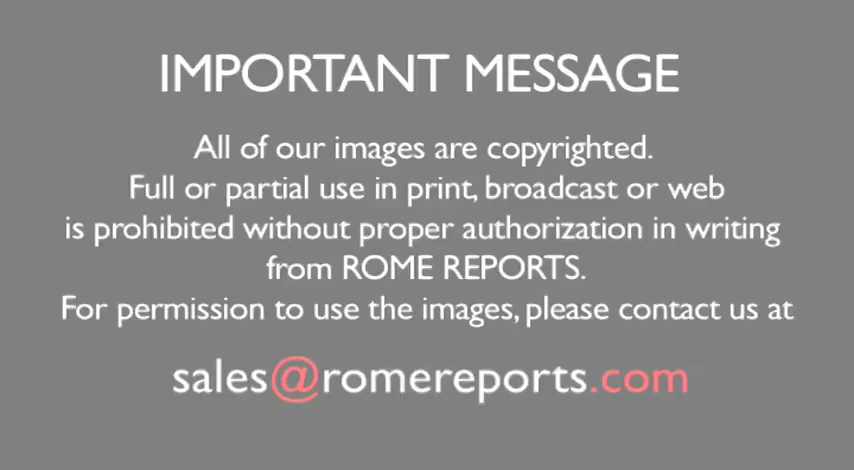 IMPORTANT MESSAGE
All of our images are copyrighted.
Full or partial use in print, broadcast or web
is prohibited without proper authorization in writing
from ROME REPORTS.
For permission to use the images, please contact us at
sales@romereports.com